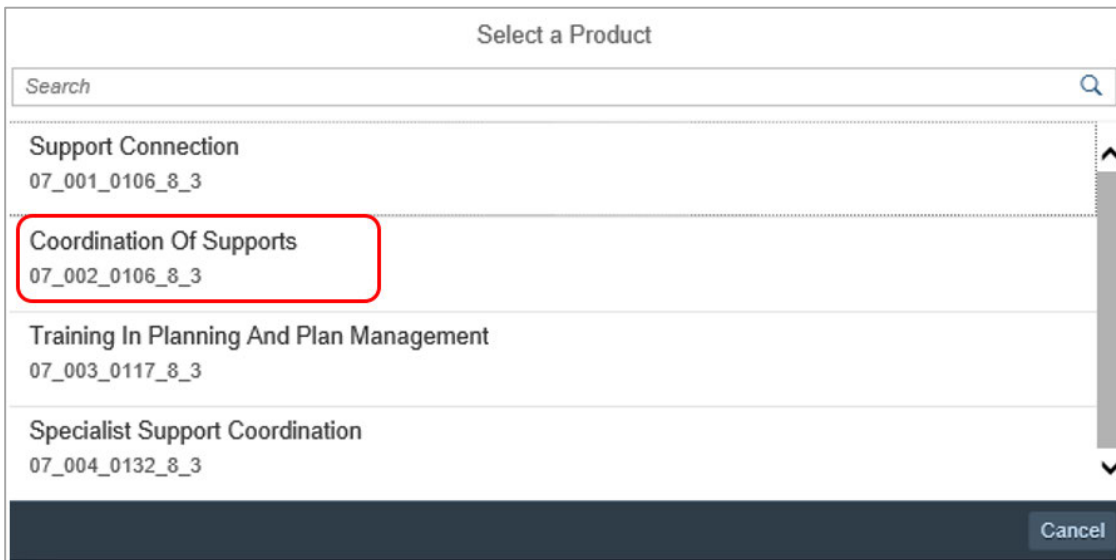 Select a Product
Search
Support Connection
07_001_0106_8_3
Coordination Of Supports
07_002_0106_8_3
Training In Planning And Plan Management
07_003_0117_8_3
Specialist Support Coordination
07_004_0132_8_3
Cancel